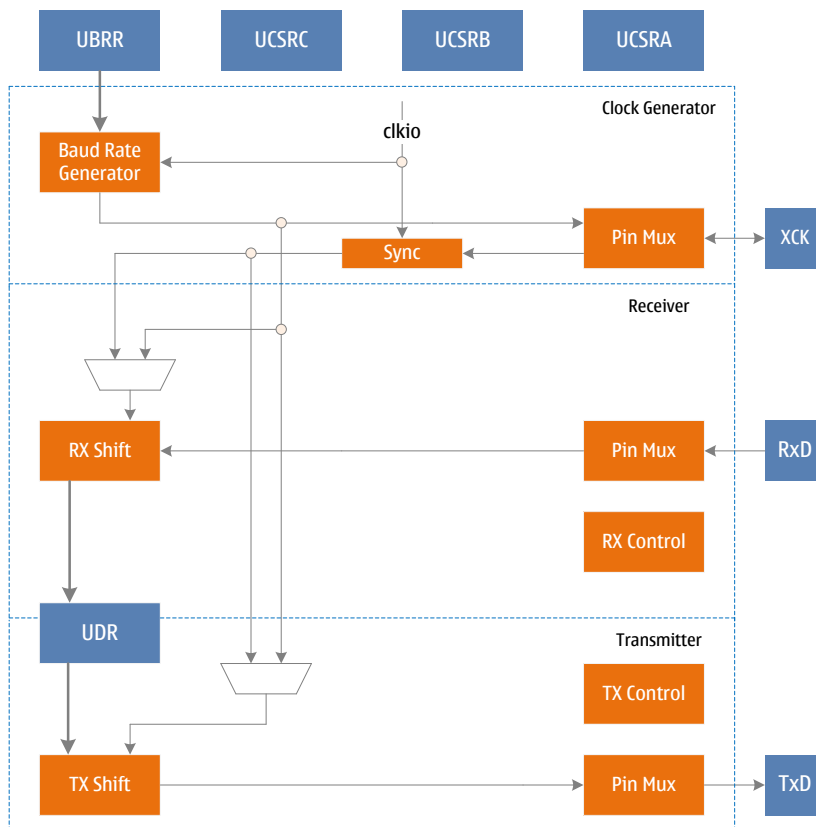 UBRR
UCSRC
UCSRB
UCSRA
Clock Generator
clkio
Baud Rate
Generator
Pin Mux
XCK
Sync
Receiver
RX Shift
Pin Mux
RxD
RX Control
UDR
Transmitter
TX Control
TX Shift
Pin Mux
TxD